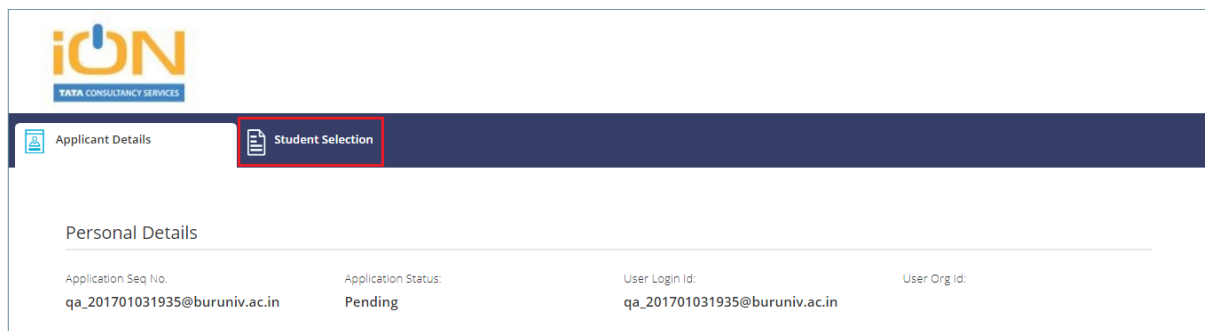 iON
TATA CONSULTANCY SERVICES
Applicant Details
Student Selection
Personal Details
Application Seq No.
Application Status:
User Login Id:
User Org Id:
qa_201701031935@buruniv.ac.in
Pending
qa_201701031935@buruniv.ac.in